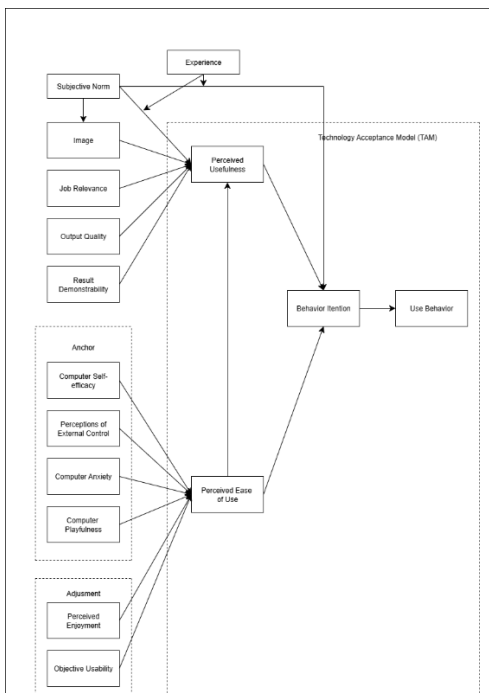 Experience
Subjective Norm
Technology Acceptance Model (TAM)
Image
Perceived
Usefulness
Job Relevance
Output Quality
Result
Demonstrability
Behavior Itention
Use Behavior
Anchor
Computer Self-
efficacy
Perceptions of
External Control
Computer Anxiety
Perceived Ease
of Use
Computer
Playfulness
Adjusment
Perceived
Enjoyment
Objective Usability